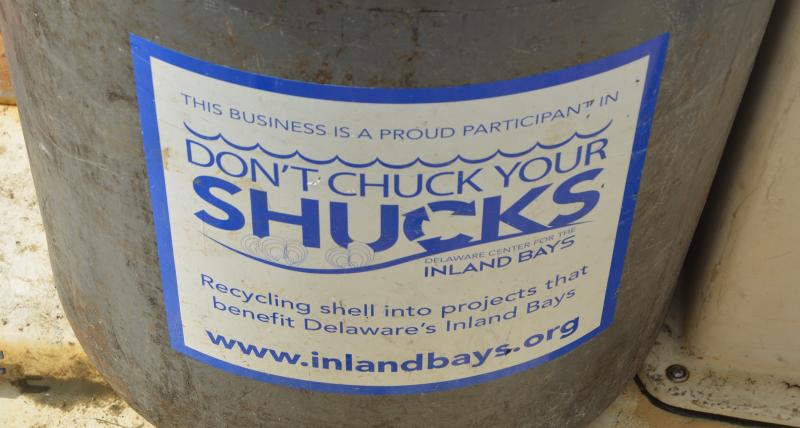 THIS BUSINESS IS A PROUD PARTICIPANT IN
DON'T CHUCK YOUR
SHUCKS
DELAWARE CENTER FOR THE
INLAND BAYS
Recycling shell into projects that
benefit Delaware's Inland Bays
www.inlandbays.org